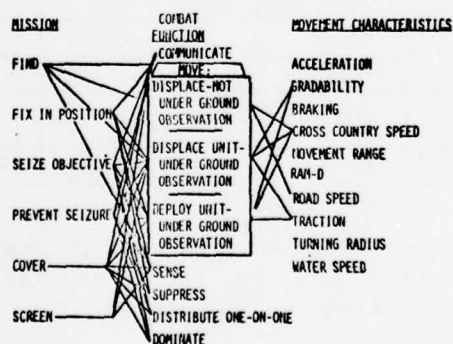 MISSION
FIND
FIX IN POSITION
SEIZE OBJECTIVE
PREVENT SEIZURE
COVER
SCREEN
COMBAT
FUNCTION
COMMUNICATE
MOVE:
DISPLACE-NOT
UNDER GROUND
OBSERVATION
DISPLACE UNIT-
UNDER GROUND
OBSERVATION
DEPLOY UNIT-
UNDER GROUND
OBSERVATION
SENSE
SUPPRESS
DISTRIBUTE ONE-ON-ONE
DOMINATE
MOVEMENT CHARACTERISTICS
ACCELERATION
GRADABILITY
BRAKING
CROSS COUNTRY SPEED
MOVEMENT RANGE
RAM-D
ROAD SPEED
TRACTION
TURNING RADIUS
WATER SPEED